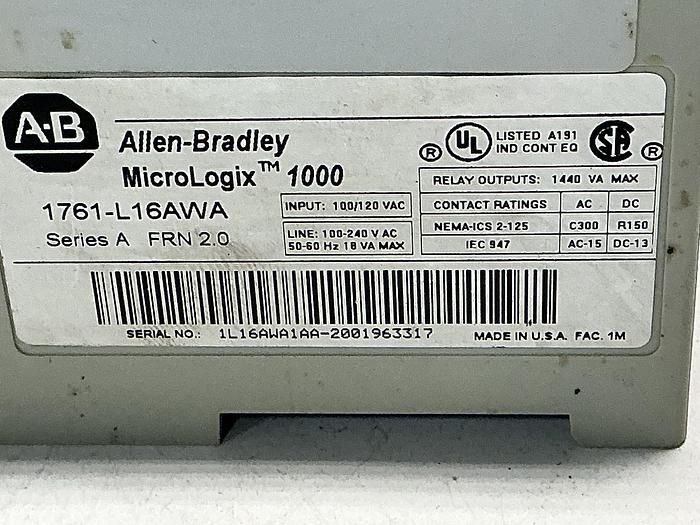 A-B
Allen-Bradley
MicroLogix™ 1000
1761-L16AWA
Series A FRN 2.0
INPUT: 100/120 VAC
LINE: 100-240 V AC
50-60 Hz 18 VA MAX
® UL LISTED A191
IND CONT EQ
SA ®
RELAY OUTPUTS: 1440 VA MAX
CONTACT RATINGS AC DC
NEMA-ICS 2-125 C300 R150
IEC 947 AC-15 DC-13
SERIAL NO.: 1L16AWA1AA-2001963317
MADE IN U.S.A. FAC. 1M